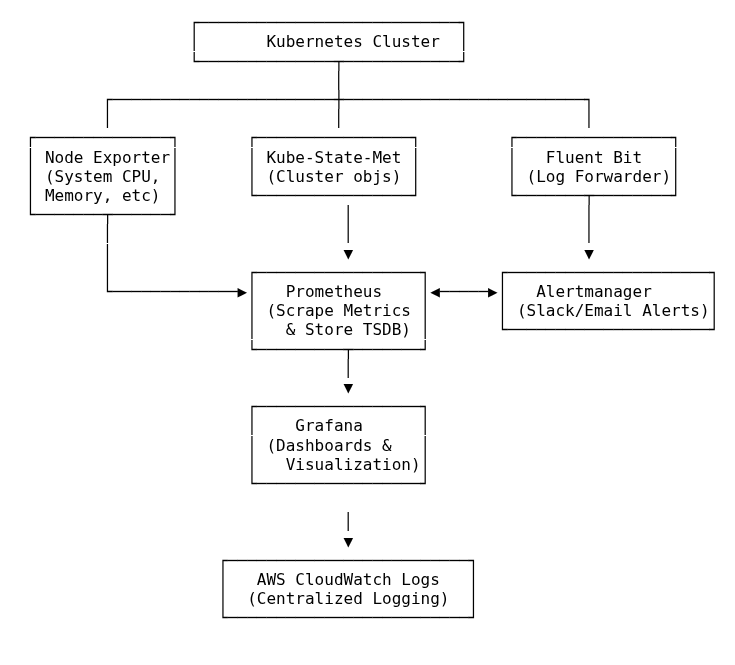 Kubernetes Cluster
Node Exporter
(System CPU,
Memory, etc)
Kube-State-Met
(Cluster objs)
Fluent Bit
(Log Forwarder)
Prometheus
(Scrape Metrics
& Store TSDB)
Alertmanager
(Slack/Email Alerts)
Grafana
(Dashboards &
Visualization)
AWS CloudWatch Logs
(Centralized Logging)